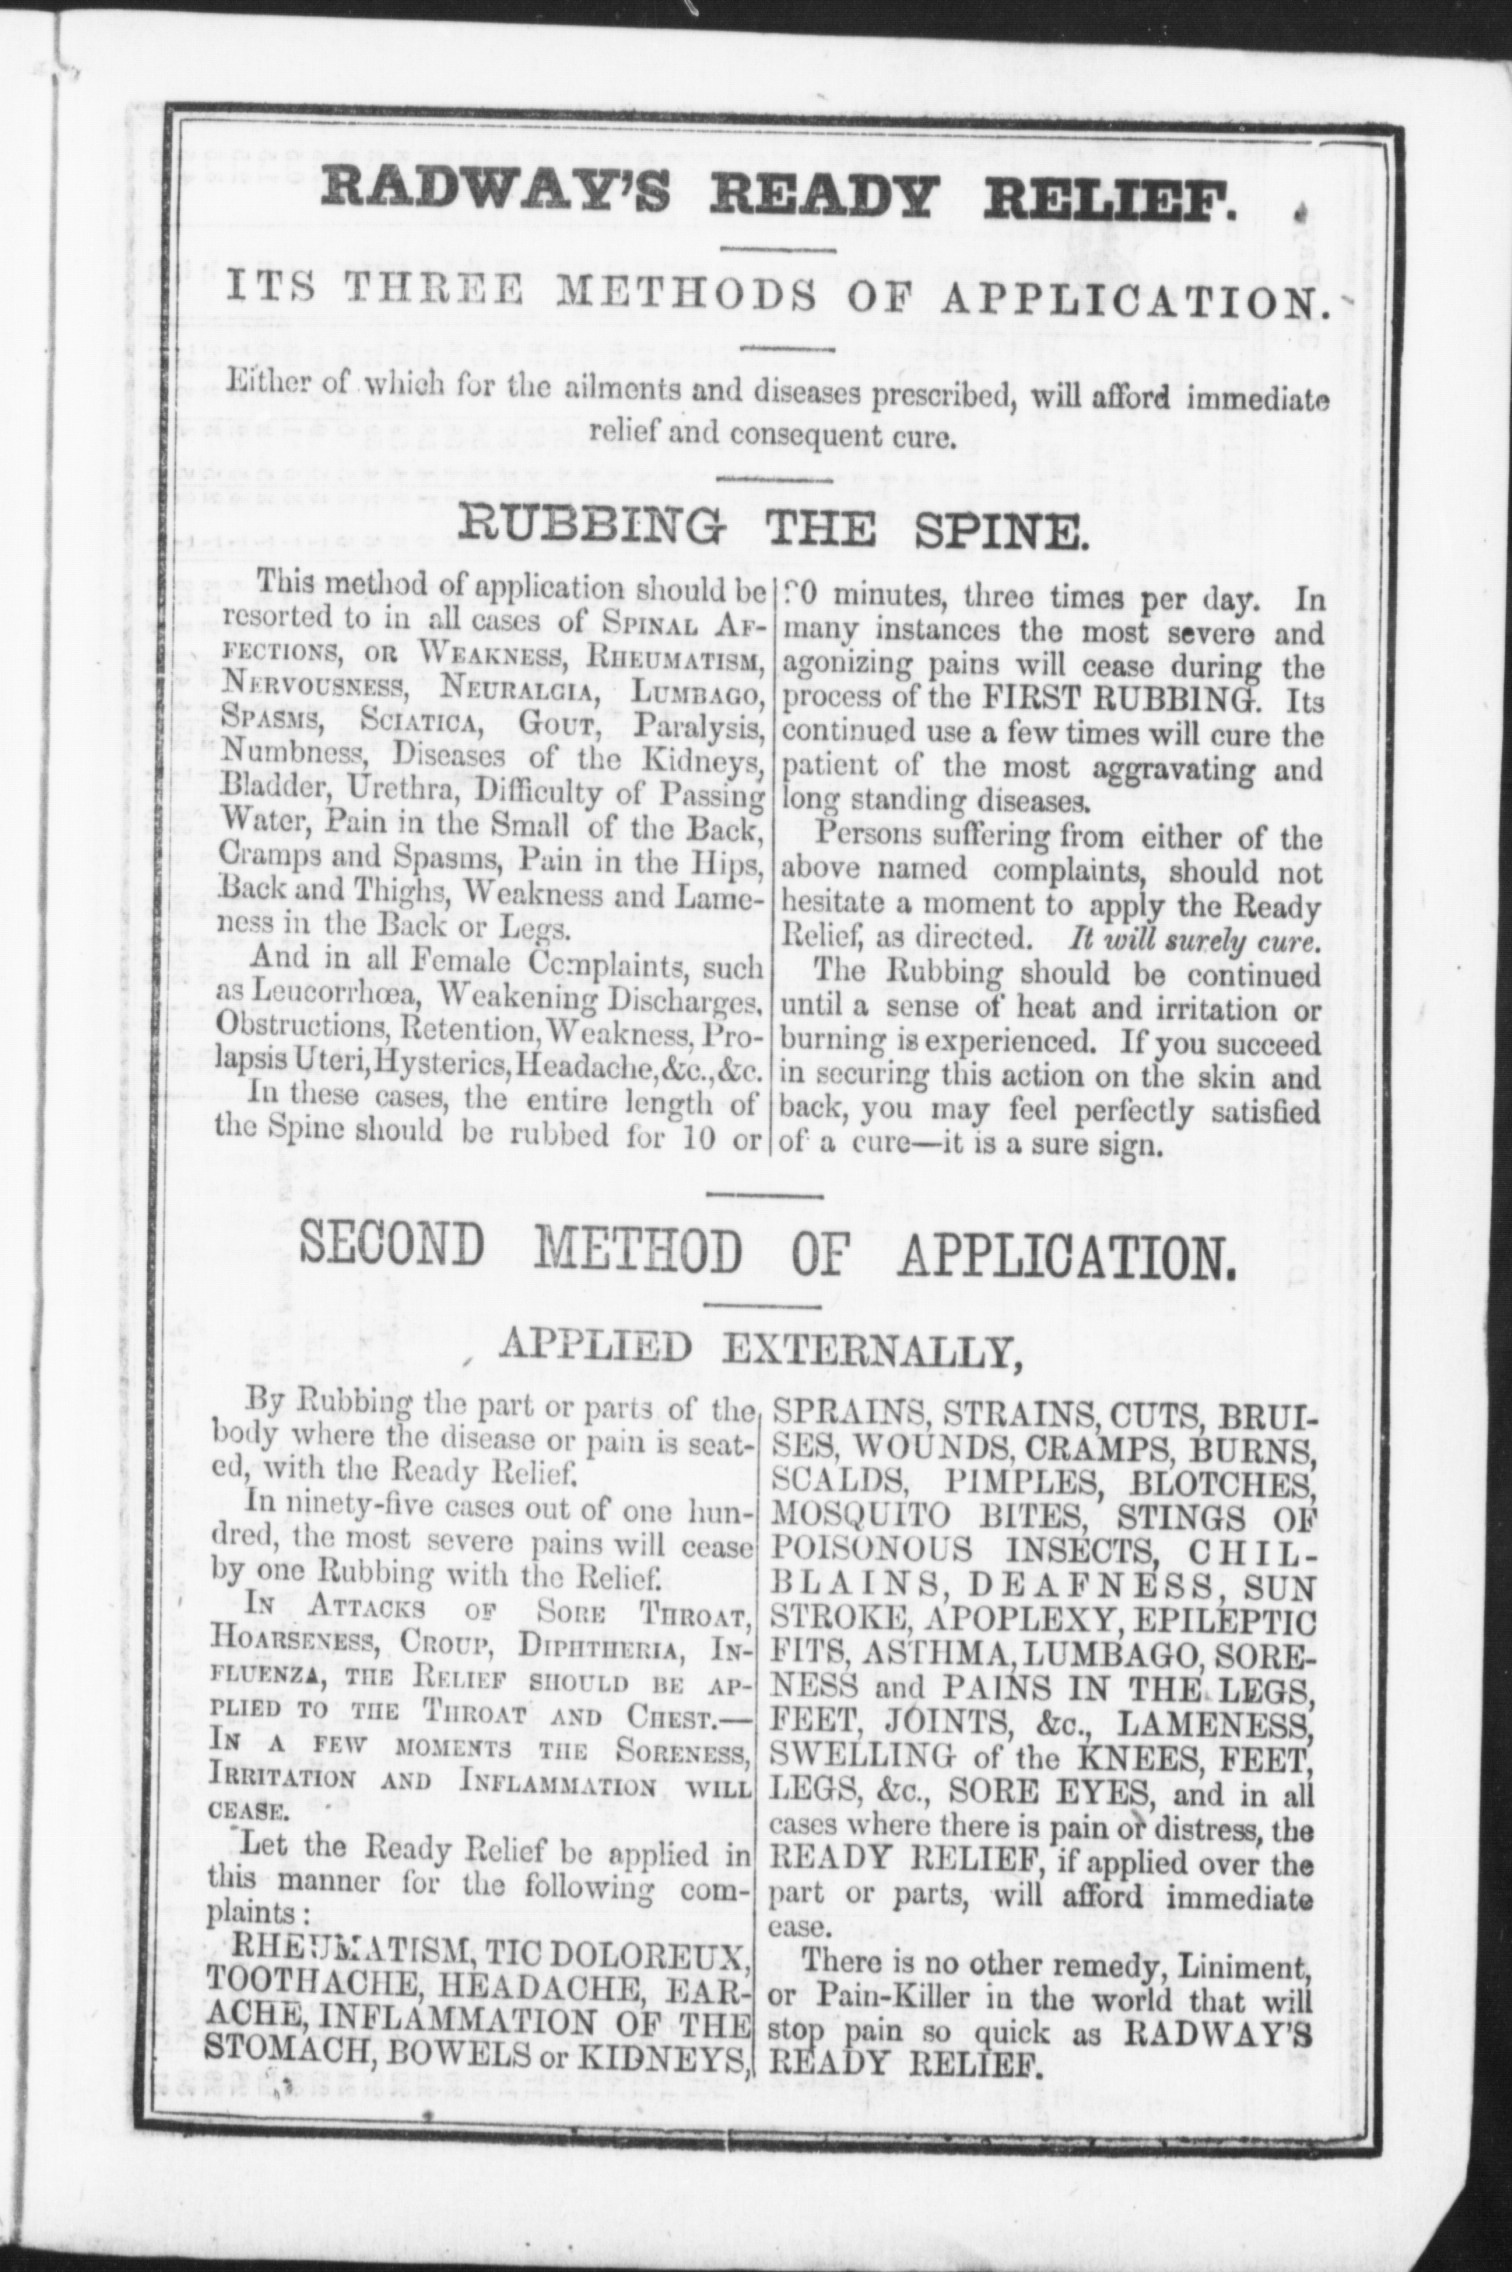 RADWAY'S READY RELIEF.
ITS THREE METHODS OF APPLICATION.
Either of which for the ailments and diseases prescribed, will afford immediate
relief and consequent cure.
RUBBING THE SPINE.
This method of application should be
resorted to in all cases of SPINAL AF-
FECTIONS, OR WEAKNESS, RHEUMATISM,
NERVOUSNESS, NEURALGIA, LUMBAGO,
SPASMS, SCIATICA, GOUT, Paralysis,
Numbness, Diseases of the Kidneys,
Bladder, Urethra, Difficulty of Passing
Water, Pain in the Small of the Back,
Cramps and Spasms, Pain in the Hips,
Back and Thighs, Weakness and Lame-
ness in the Back or Legs.
And in all Female Complaints, such
as Leucorrhœa, Weakening Discharges,
Obstructions, Retention, Weakness, Pro-
lapsis Uteri, Hysterics, Headache, &c., &c.
In these cases, the entire length of
the Spine should be rubbed for 10 or
minutes, three times per day. In
many instances the most severe and
agonizing pains will cease during the
process of the FIRST RUBBING. Its
continued use a few times will cure the
patient of the most aggravating and
long standing diseases.
Persons suffering from either of the
above named complaints, should not
hesitate a moment to apply the Ready
Relief, as directed. It will surely cure.
The Rubbing should be continued
until a sense of heat and irritation or
burning is experienced. If you succeed
in securing this action on the skin and
back, you may feel perfectly satisfied
of a cure—it is a sure sign.
SECOND METHOD OF APPLICATION.
APPLIED EXTERNALLY,
By Rubbing the part or parts of the
body where the disease or pain is seat-
ed, with the Ready Relief.
In ninety-five cases out of one hun-
dred, the most severe pains will cease
by one Rubbing with the Relief.
IN ATTACKS OF SORE THROAT,
HOARSENESS, CROUP, DIPHTHERIA, IN-
FLUENZA, THE RELIEF SHOULD BE AP-
PLIED TO THE THROAT AND CHEST.—
IN A FEW MOMENTS THE SORENESS,
IRRITATION AND INFLAMMATION WILL
CEASE.
Let the Ready Relief be applied in
this manner for the following com-
plaints:
RHEUMATISM, TIC DOLOREUX,
TOOTHACHE, HEADACHE, EAR-
ACHE, INFLAMMATION OF THE
STOMACH, BOWELS or KIDNEYS,
SPRAINS, STRAINS, CUTS, BRUI-
SES, WOUNDS, CRAMPS, BURNS,
SCALDS, PIMPLES, BLOTCHES,
MOSQUITO BITES, STINGS OF
POISONOUS INSECTS, CHIL-
BLAINS, DEAFNESS, SUN
STROKE, APOPLEXY, EPILEPTIC
FITS, ASTHMA, LUMBAGO, SORE-
NESS and PAINS IN THE LEGS,
FEET, JOINTS, &c., LAMENESS,
SWELLING of the KNEES, FEET,
LEGS, &c., SORE EYES, and in all
cases where there is pain or distress, the
READY RELIEF, if applied over the
part or parts, will afford immediate
ease.
There is no other remedy, Liniment,
or Pain-Killer in the world that will
stop pain so quick as RADWAY'S
READY RELIEF.